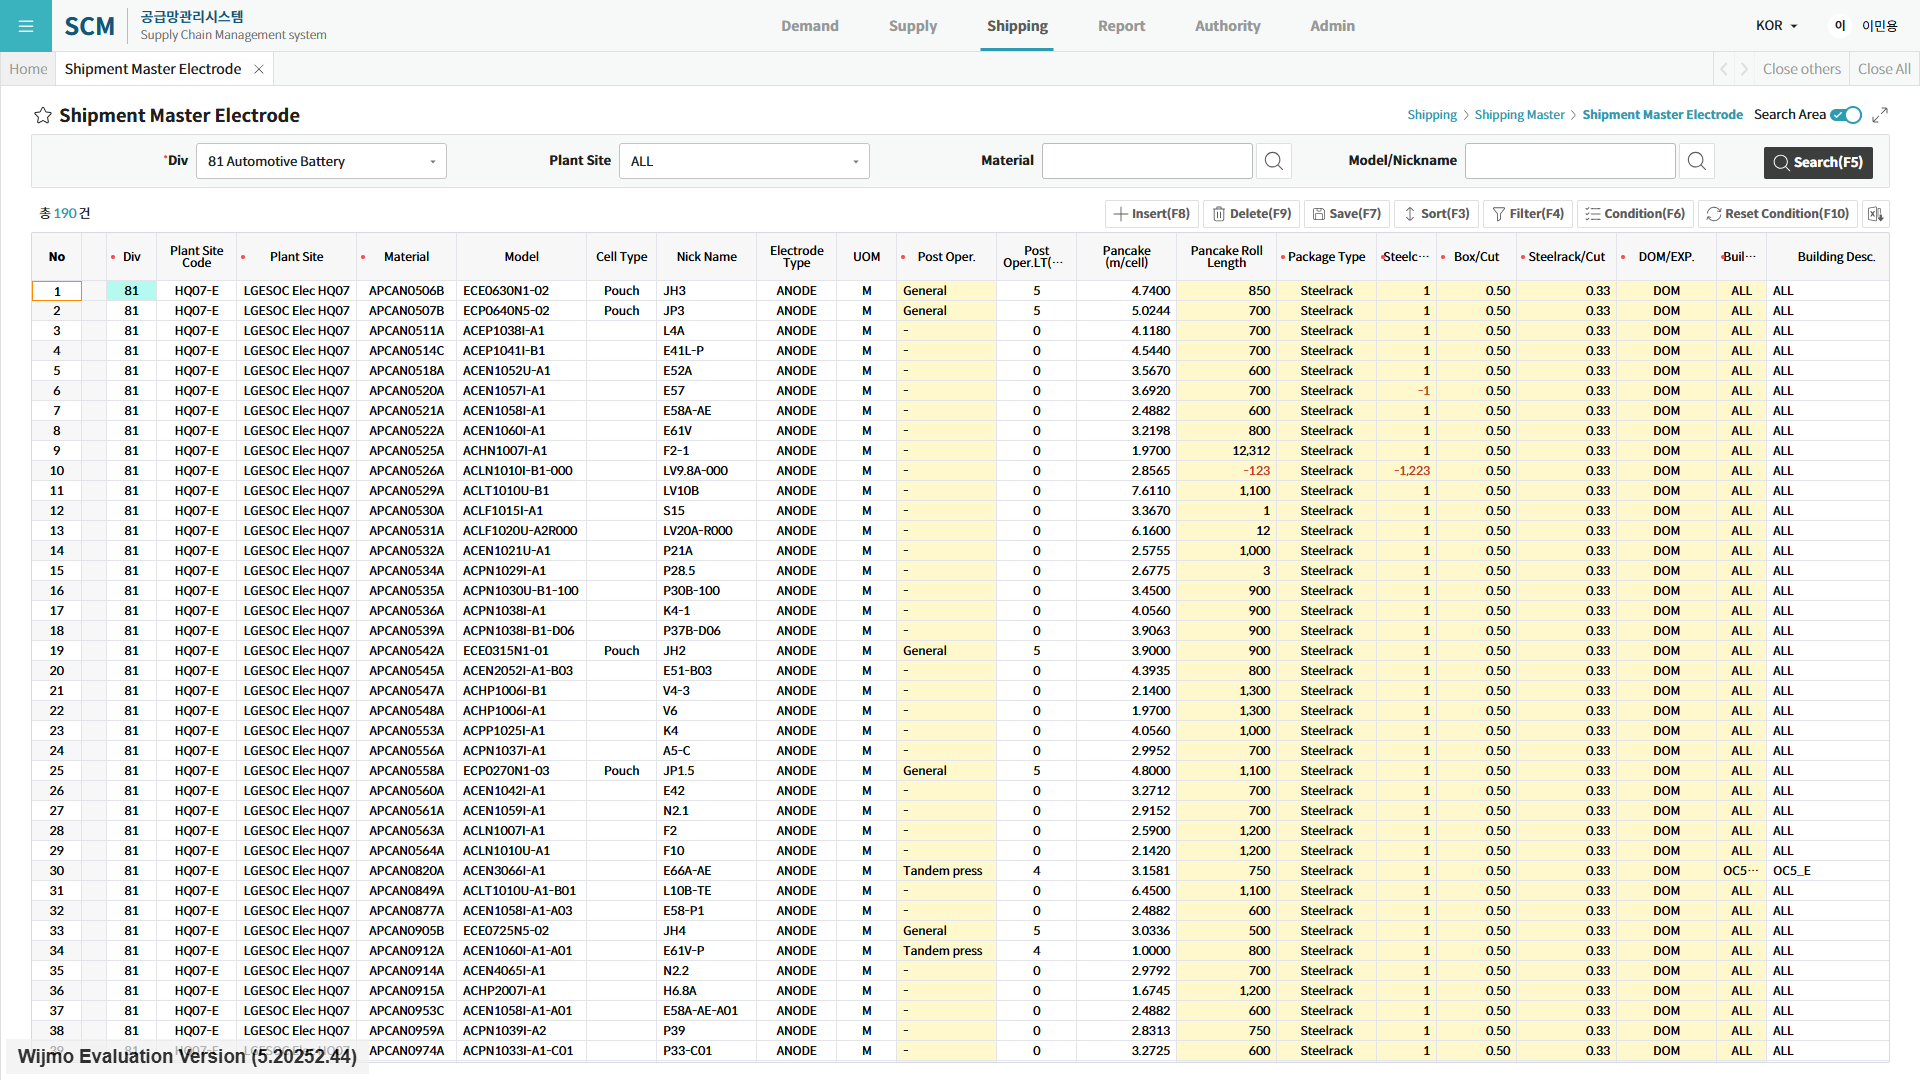 SCM 공급망관리시스템
Supply Chain Management system
Demand Supply Shipping Report Authority Admin
KOR 이 이민용
Home Shipment Master Electrode Close others Close All
Shipment Master Electrode
Shipping > Shipping Master > Shipment Master Electrode Search Area
*Div 81 Automotive Battery Plant Site ALL Material Model/Nickname Search(F5)
총 190 건
Insert(F8) Delete(F9) Save(F7) Sort(F3) Filter(F4) Condition(F6) Reset Condition(F10)
No Div Plant Site Code Plant Site Material Model Cell Type Nick Name Electrode Type UOM Post Oper. Post Oper.LT(··· Pancake (m/cell) Pancake Roll Length Package Type Steelc··· Box/Cut Steelrack/Cut DOM/EXP. Buil··· Building Desc.
1 81 HQ07-E LGESOC Elec HQ07 APCAN0506B ECE0630N1-02 Pouch JH3 ANODE M General 5 4.7400 850 Steelrack 1 0.50 0.33 DOM ALL ALL
2 81 HQ07-E LGESOC Elec HQ07 APCAN0507B ECP0640N5-02 Pouch JP3 ANODE M General 5 5.0244 700 Steelrack 1 0.50 0.33 DOM ALL ALL
3 81 HQ07-E LGESOC Elec HQ07 APCAN0511A ACEP1038I-A1 L4A ANODE M - 0 4.1180 700 Steelrack 1 0.50 0.33 DOM ALL ALL
4 81 HQ07-E LGESOC Elec HQ07 APCAN0514C ACEP1041I-B1 E41L-P ANODE M - 0 4.5440 700 Steelrack 1 0.50 0.33 DOM ALL ALL
5 81 HQ07-E LGESOC Elec HQ07 APCAN0518A ACEN1052U-A1 E52A ANODE M - 0 3.5670 600 Steelrack 1 0.50 0.33 DOM ALL ALL
6 81 HQ07-E LGESOC Elec HQ07 APCAN0520A ACEN1057I-A1 E57 ANODE M - 0 3.6920 700 Steelrack -1 0.50 0.33 DOM ALL ALL
7 81 HQ07-E LGESOC Elec HQ07 APCAN0521A ACEN1058I-A1 E58A-AE ANODE M - 0 2.4882 600 Steelrack 1 0.50 0.33 DOM ALL ALL
8 81 HQ07-E LGESOC Elec HQ07 APCAN0522A ACEN1060I-A1 E61V ANODE M - 0 3.2198 800 Steelrack 1 0.50 0.33 DOM ALL ALL
9 81 HQ07-E LGESOC Elec HQ07 APCAN0525A ACHN1007I-A1 F2-1 ANODE M - 0 1.9700 12,312 Steelrack 1 0.50 0.33 DOM ALL ALL
10 81 HQ07-E LGESOC Elec HQ07 APCAN0526A ACLN1010I-B1-000 LV9.8A-000 ANODE M - 0 2.8565 -123 Steelrack -1,223 0.50 0.33 DOM ALL ALL
11 81 HQ07-E LGESOC Elec HQ07 APCAN0529A ACLT1010U-B1 LV10B ANODE M - 0 7.6110 1,100 Steelrack 1 0.50 0.33 DOM ALL ALL
12 81 HQ07-E LGESOC Elec HQ07 APCAN0530A ACLF1015I-A1 S15 ANODE M - 0 3.3670 1 Steelrack 1 0.50 0.33 DOM ALL ALL
13 81 HQ07-E LGESOC Elec HQ07 APCAN0531A ACLF1020U-A2R000 LV20A-R000 ANODE M - 0 6.1600 12 Steelrack 1 0.50 0.33 DOM ALL ALL
14 81 HQ07-E LGESOC Elec HQ07 APCAN0532A ACEN1021U-A1 P21A ANODE M - 0 2.5755 1,000 Steelrack 1 0.50 0.33 DOM ALL ALL
15 81 HQ07-E LGESOC Elec HQ07 APCAN0534A ACPN1029I-A1 P28.5 ANODE M - 0 2.6775 3 Steelrack 1 0.50 0.33 DOM ALL ALL
16 81 HQ07-E LGESOC Elec HQ07 APCAN0535A ACPN1030U-B1-100 P30B-100 ANODE M - 0 3.4500 900 Steelrack 1 0.50 0.33 DOM ALL ALL
17 81 HQ07-E LGESOC Elec HQ07 APCAN0536A ACPN1038I-A1 K4-1 ANODE M - 0 4.0560 900 Steelrack 1 0.50 0.33 DOM ALL ALL
18 81 HQ07-E LGESOC Elec HQ07 APCAN0539A ACPN1038I-B1-D06 P37B-D06 ANODE M - 0 3.9063 900 Steelrack 1 0.50 0.33 DOM ALL ALL
19 81 HQ07-E LGESOC Elec HQ07 APCAN0542A ECE0315N1-01 Pouch JH2 ANODE M General 5 3.9000 900 Steelrack 1 0.50 0.33 DOM ALL ALL
20 81 HQ07-E LGESOC Elec HQ07 APCAN0545A ACEN2052I-A1-B03 E51-B03 ANODE M - 0 4.3935 800 Steelrack 1 0.50 0.33 DOM ALL ALL
21 81 HQ07-E LGESOC Elec HQ07 APCAN0547A ACHP1006I-B1 V4-3 ANODE M - 0 2.1400 1,300 Steelrack 1 0.50 0.33 DOM ALL ALL
22 81 HQ07-E LGESOC Elec HQ07 APCAN0548A ACHP1006I-A1 V6 ANODE M - 0 1.9700 1,300 Steelrack 1 0.50 0.33 DOM ALL ALL
23 81 HQ07-E LGESOC Elec HQ07 APCAN0553A ACPP1025I-A1 K4 ANODE M - 0 4.0560 1,000 Steelrack 1 0.50 0.33 DOM ALL ALL
24 81 HQ07-E LGESOC Elec HQ07 APCAN0556A ACPN1037I-A1 A5-C ANODE M - 0 2.9952 700 Steelrack 1 0.50 0.33 DOM ALL ALL
25 81 HQ07-E LGESOC Elec HQ07 APCAN0558A ECP0270N1-03 Pouch JP1.5 ANODE M General 5 4.8000 1,100 Steelrack 1 0.50 0.33 DOM ALL ALL
26 81 HQ07-E LGESOC Elec HQ07 APCAN0560A ACEN1042I-A1 E42 ANODE M - 0 3.2712 700 Steelrack 1 0.50 0.33 DOM ALL ALL
27 81 HQ07-E LGESOC Elec HQ07 APCAN0561A ACEN1059I-A1 N2.1 ANODE M - 0 2.9152 700 Steelrack 1 0.50 0.33 DOM ALL ALL
28 81 HQ07-E LGESOC Elec HQ07 APCAN0563A ACLN1007I-A1 F2 ANODE M - 0 2.5900 1,200 Steelrack 1 0.50 0.33 DOM ALL ALL
29 81 HQ07-E LGESOC Elec HQ07 APCAN0564A ACLN1010U-A1 F10 ANODE M - 0 2.1420 1,200 Steelrack 1 0.50 0.33 DOM ALL ALL
30 81 HQ07-E LGESOC Elec HQ07 APCAN0820A ACEN3066I-A1 E66A-AE ANODE M Tandem press 4 3.1581 750 Steelrack 1 0.50 0.33 DOM OC5··· OC5_E
31 81 HQ07-E LGESOC Elec HQ07 APCAN0849A ACLT1010U-A1-B01 L10B-TE ANODE M - 0 6.4500 1,100 Steelrack 1 0.50 0.33 DOM ALL ALL
32 81 HQ07-E LGESOC Elec HQ07 APCAN0877A ACEN1058I-A1-A03 E58-P1 ANODE M - 0 2.4882 600 Steelrack 1 0.50 0.33 DOM ALL ALL
33 81 HQ07-E LGESOC Elec HQ07 APCAN0905B ECE0725N5-02 JH4 ANODE M General 5 3.0336 500 Steelrack 1 0.50 0.33 DOM ALL ALL
34 81 HQ07-E LGESOC Elec HQ07 APCAN0912A ACEN1060I-A1-A01 E61V-P ANODE M Tandem press 4 1.0000 800 Steelrack 1 0.50 0.33 DOM ALL ALL
35 81 HQ07-E LGESOC Elec HQ07 APCAN0914A ACEN4065I-A1 N2.2 ANODE M - 0 2.9792 700 Steelrack 1 0.50 0.33 DOM ALL ALL
36 81 HQ07-E LGESOC Elec HQ07 APCAN0915A ACHP2007I-A1 H6.8A ANODE M - 0 1.6745 1,200 Steelrack 1 0.50 0.33 DOM ALL ALL
37 81 HQ07-E LGESOC Elec HQ07 APCAN0953C ACEN1058I-A1-A01 E58A-AE-A01 ANODE M - 0 2.4882 600 Steelrack 1 0.50 0.33 DOM ALL ALL
38 81 HQ07-E LGESOC Elec HQ07 APCAN0959A ACPN1039I-A2 P39 ANODE M - 0 2.8313 750 Steelrack 1 0.50 0.33 DOM ALL ALL
APCAN0974A ACPN1033I-A1-C01 P33-C01 ANODE M - 0 3.2725 600 Steelrack 1 0.50 0.33 DOM ALL ALL
Wijmo Evaluation Version (5.20252.44)